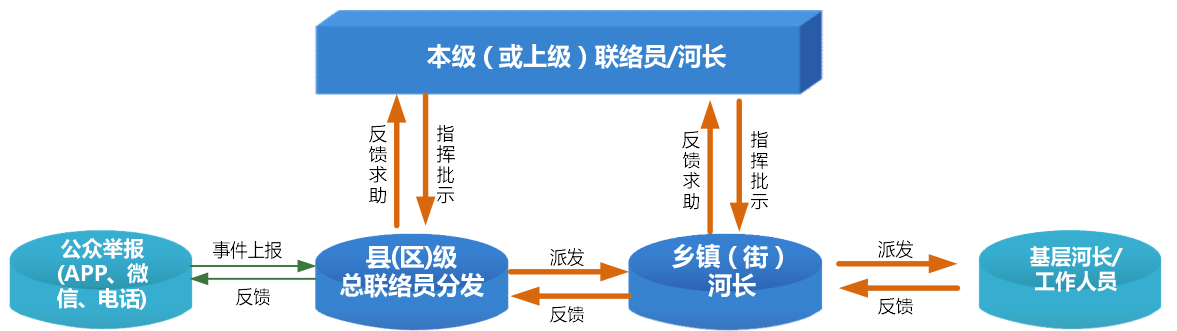 本级（或上级）联络员/河长
反馈求助
指挥批示
反馈求助
指挥批示
公众举报
(APP、微
信、电话)
事件上报
反馈
县(区)级
总联络员分发
派发
反馈
乡镇（街）
河长
派发
反馈
基层河长/
工作人员